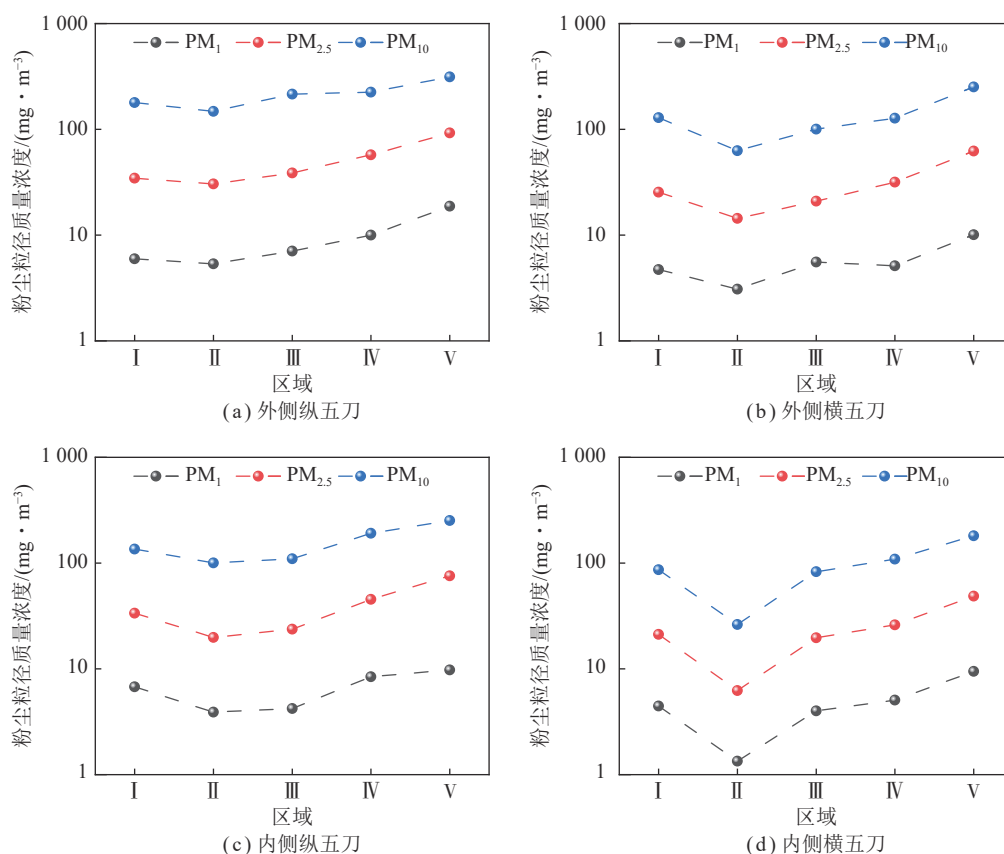 1 000
PM₁ PM₂.₅ PM₁₀
100
10
1
粉尘粒径质量浓度/(mg·m⁻³)
Ⅰ Ⅱ Ⅲ Ⅳ Ⅴ
区域
(a) 外侧纵五刀
1 000
PM₁ PM₂.₅ PM₁₀
100
10
1
粉尘粒径质量浓度/(mg·m⁻³)
Ⅰ Ⅱ Ⅲ Ⅳ Ⅴ
区域
(b) 外侧横五刀
1 000
PM₁ PM₂.₅ PM₁₀
100
10
1
粉尘粒径质量浓度/(mg·m⁻³)
Ⅰ Ⅱ Ⅲ Ⅳ Ⅴ
区域
(c) 内侧纵五刀
1 000
PM₁ PM₂.₅ PM₁₀
100
10
1
粉尘粒径质量浓度/(mg·m⁻³)
Ⅰ Ⅱ Ⅲ Ⅳ Ⅴ
区域
(d) 内侧横五刀